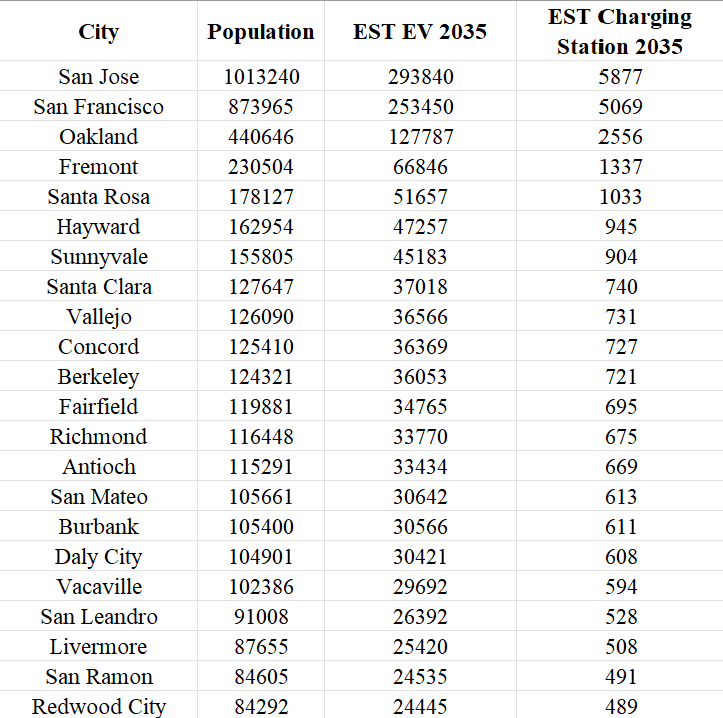 City Population EST EV 2035 EST Charging
Station 2035
San Jose 1013240 293840 5877
San Francisco 873965 253450 5069
Oakland 440646 127787 2556
Fremont 230504 66846 1337
Santa Rosa 178127 51657 1033
Hayward 162954 47257 945
Sunnyvale 155805 45183 904
Santa Clara 127647 37018 740
Vallejo 126090 36566 731
Concord 125410 36369 727
Berkeley 124321 36053 721
Fairfield 119881 34765 695
Richmond 116448 33770 675
Antioch 115291 33434 669
San Mateo 105661 30642 613
Burbank 105400 30566 611
Daly City 104901 30421 608
Vacaville 102386 29692 594
San Leandro 91008 26392 528
Livermore 87655 25420 508
San Ramon 84605 24535 491
Redwood City 84292 24445 489